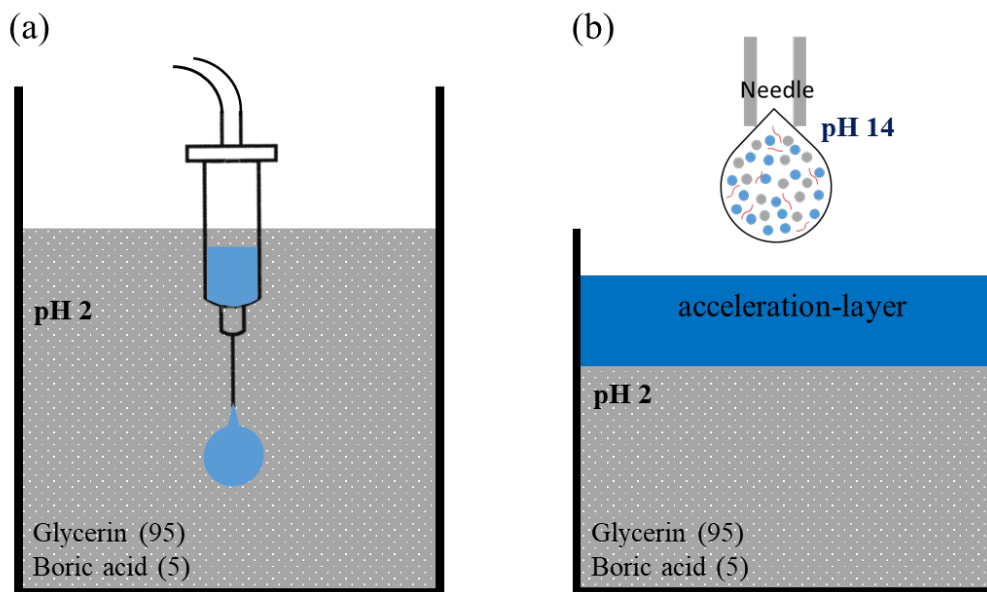 (a)
pH 2
Glycerin (95)
Boric acid (5)
(b)
Needle
pH 14
acceleration-layer
pH 2
Glycerin (95)
Boric acid (5)